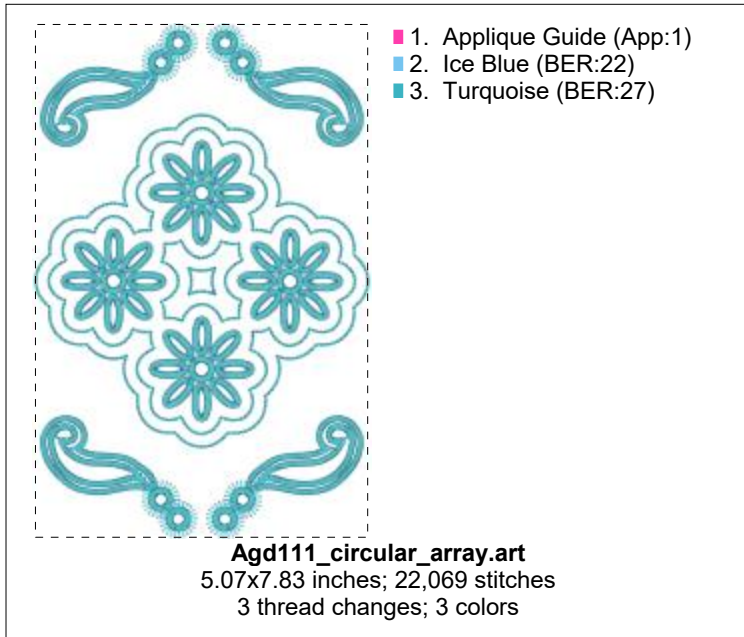 1. Applique Guide (App:1)
2. Ice Blue (BER:22)
3. Turquoise (BER:27)
Agd111_circular_array.art
5.07x7.83 inches; 22,069 stitches
3 thread changes; 3 colors